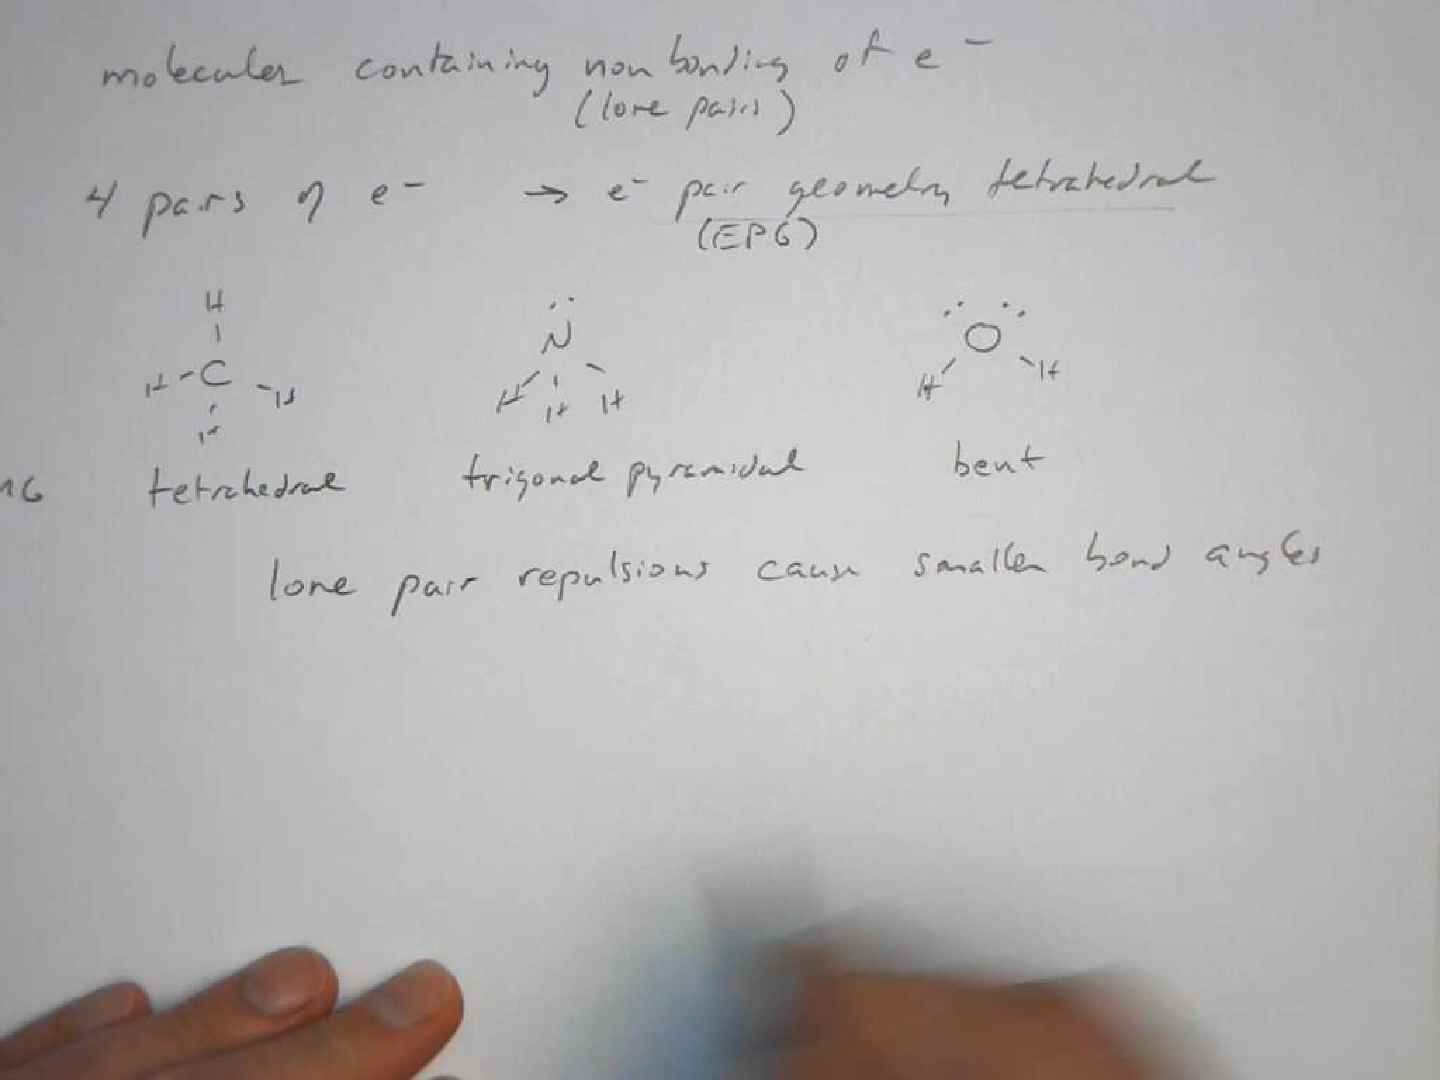 molecules containing nonbonding of e⁻
(lone pairs)
4 pairs of e⁻ → e⁻ pair geometry tetrahedral
(EPG)
H
H - C - H
H
N
H H H
O
H H
MG tetrahedral trigonal pyramidal bent
lone pair repulsions cause smaller bond angles